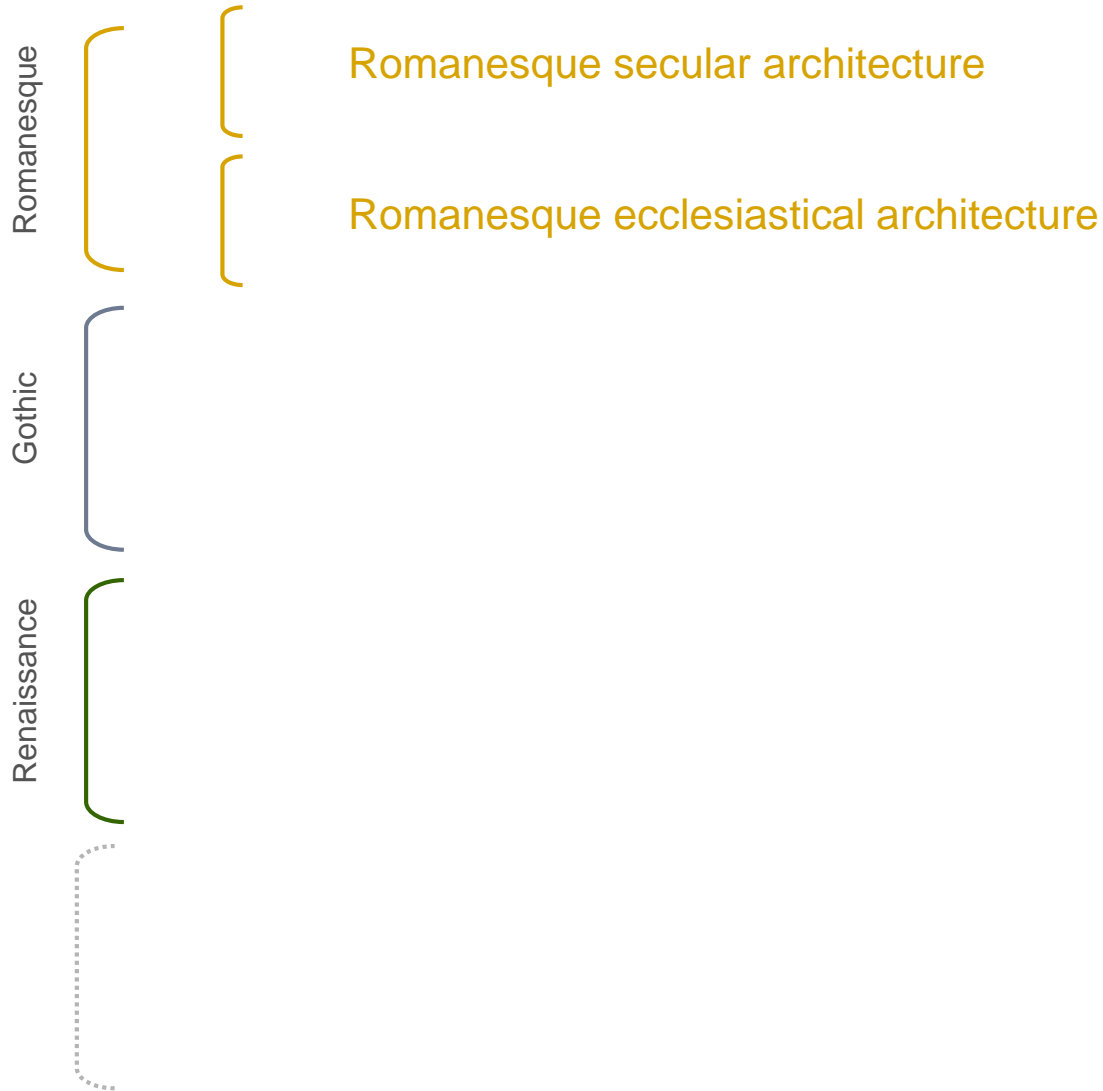 Romanesque
Romanesque secular architecture
Romanesque ecclesiastical architecture
Gothic
Renaissance